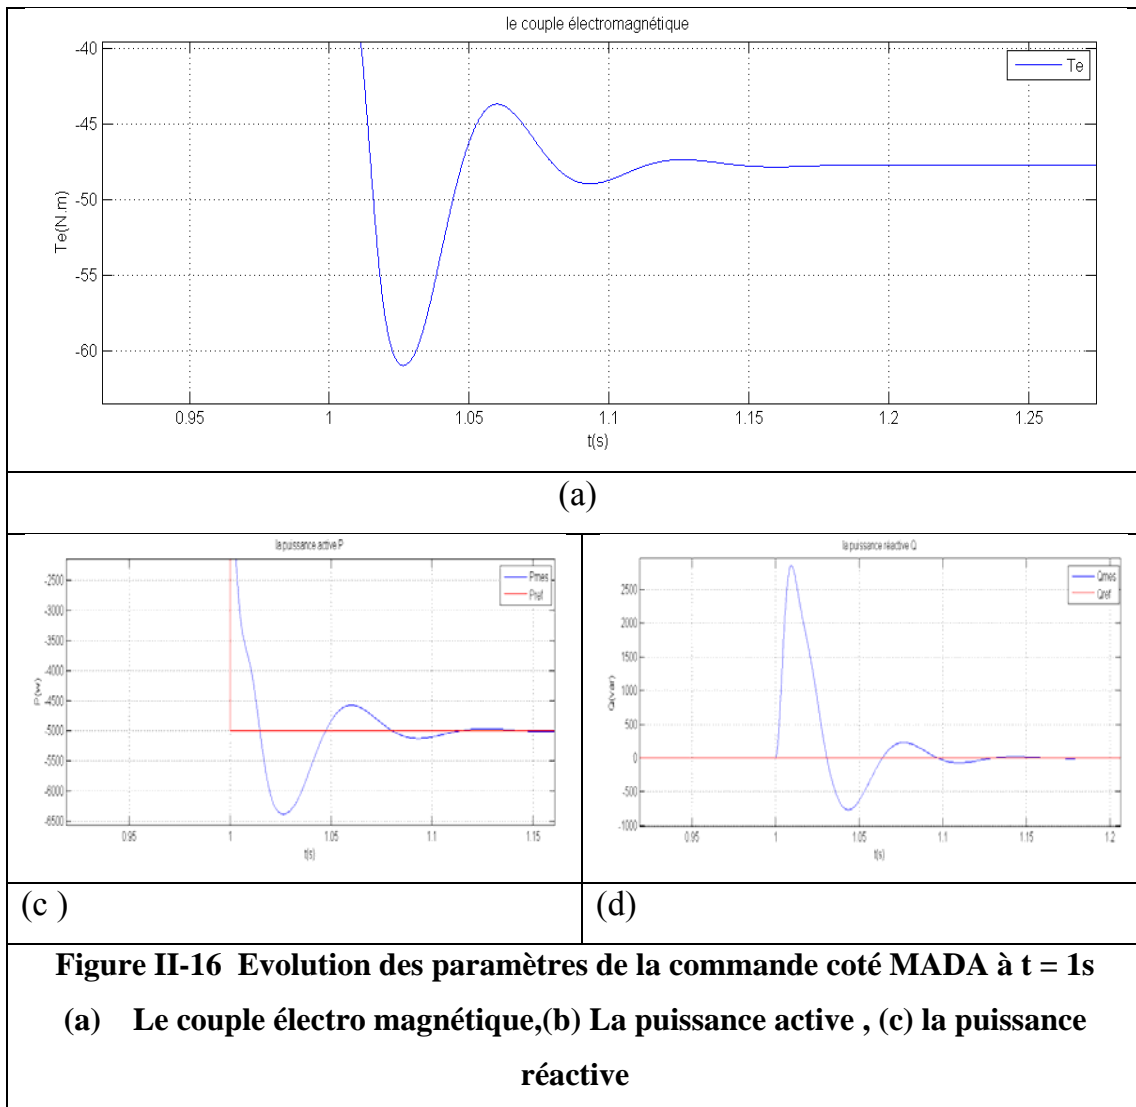 le couple électromagnétique
Te
-40
-45
-50
-55
-60
Te(N.m)
0.95
1
1.05
1.1
1.15
1.2
1.25
t(s)
(a)
la puissance active P
Pmes
Pref
-2500
-3000
-3500
-4000
-4500
-5000
-5500
-6000
-6500
P(w)
0.95
1
1.05
1.1
1.15
t(s)
la puissance réactive Q
Qmes
Qref
2500
2000
1500
1000
500
0
-500
-1000
Q(var)
0.95
1
1.05
1.1
1.15
1.2
t(s)
(c )
(d)
Figure II-16 Evolution des paramètres de la commande coté MADA à t = 1s
(a) Le couple électro magnétique,(b) La puissance active , (c) la puissance
réactive